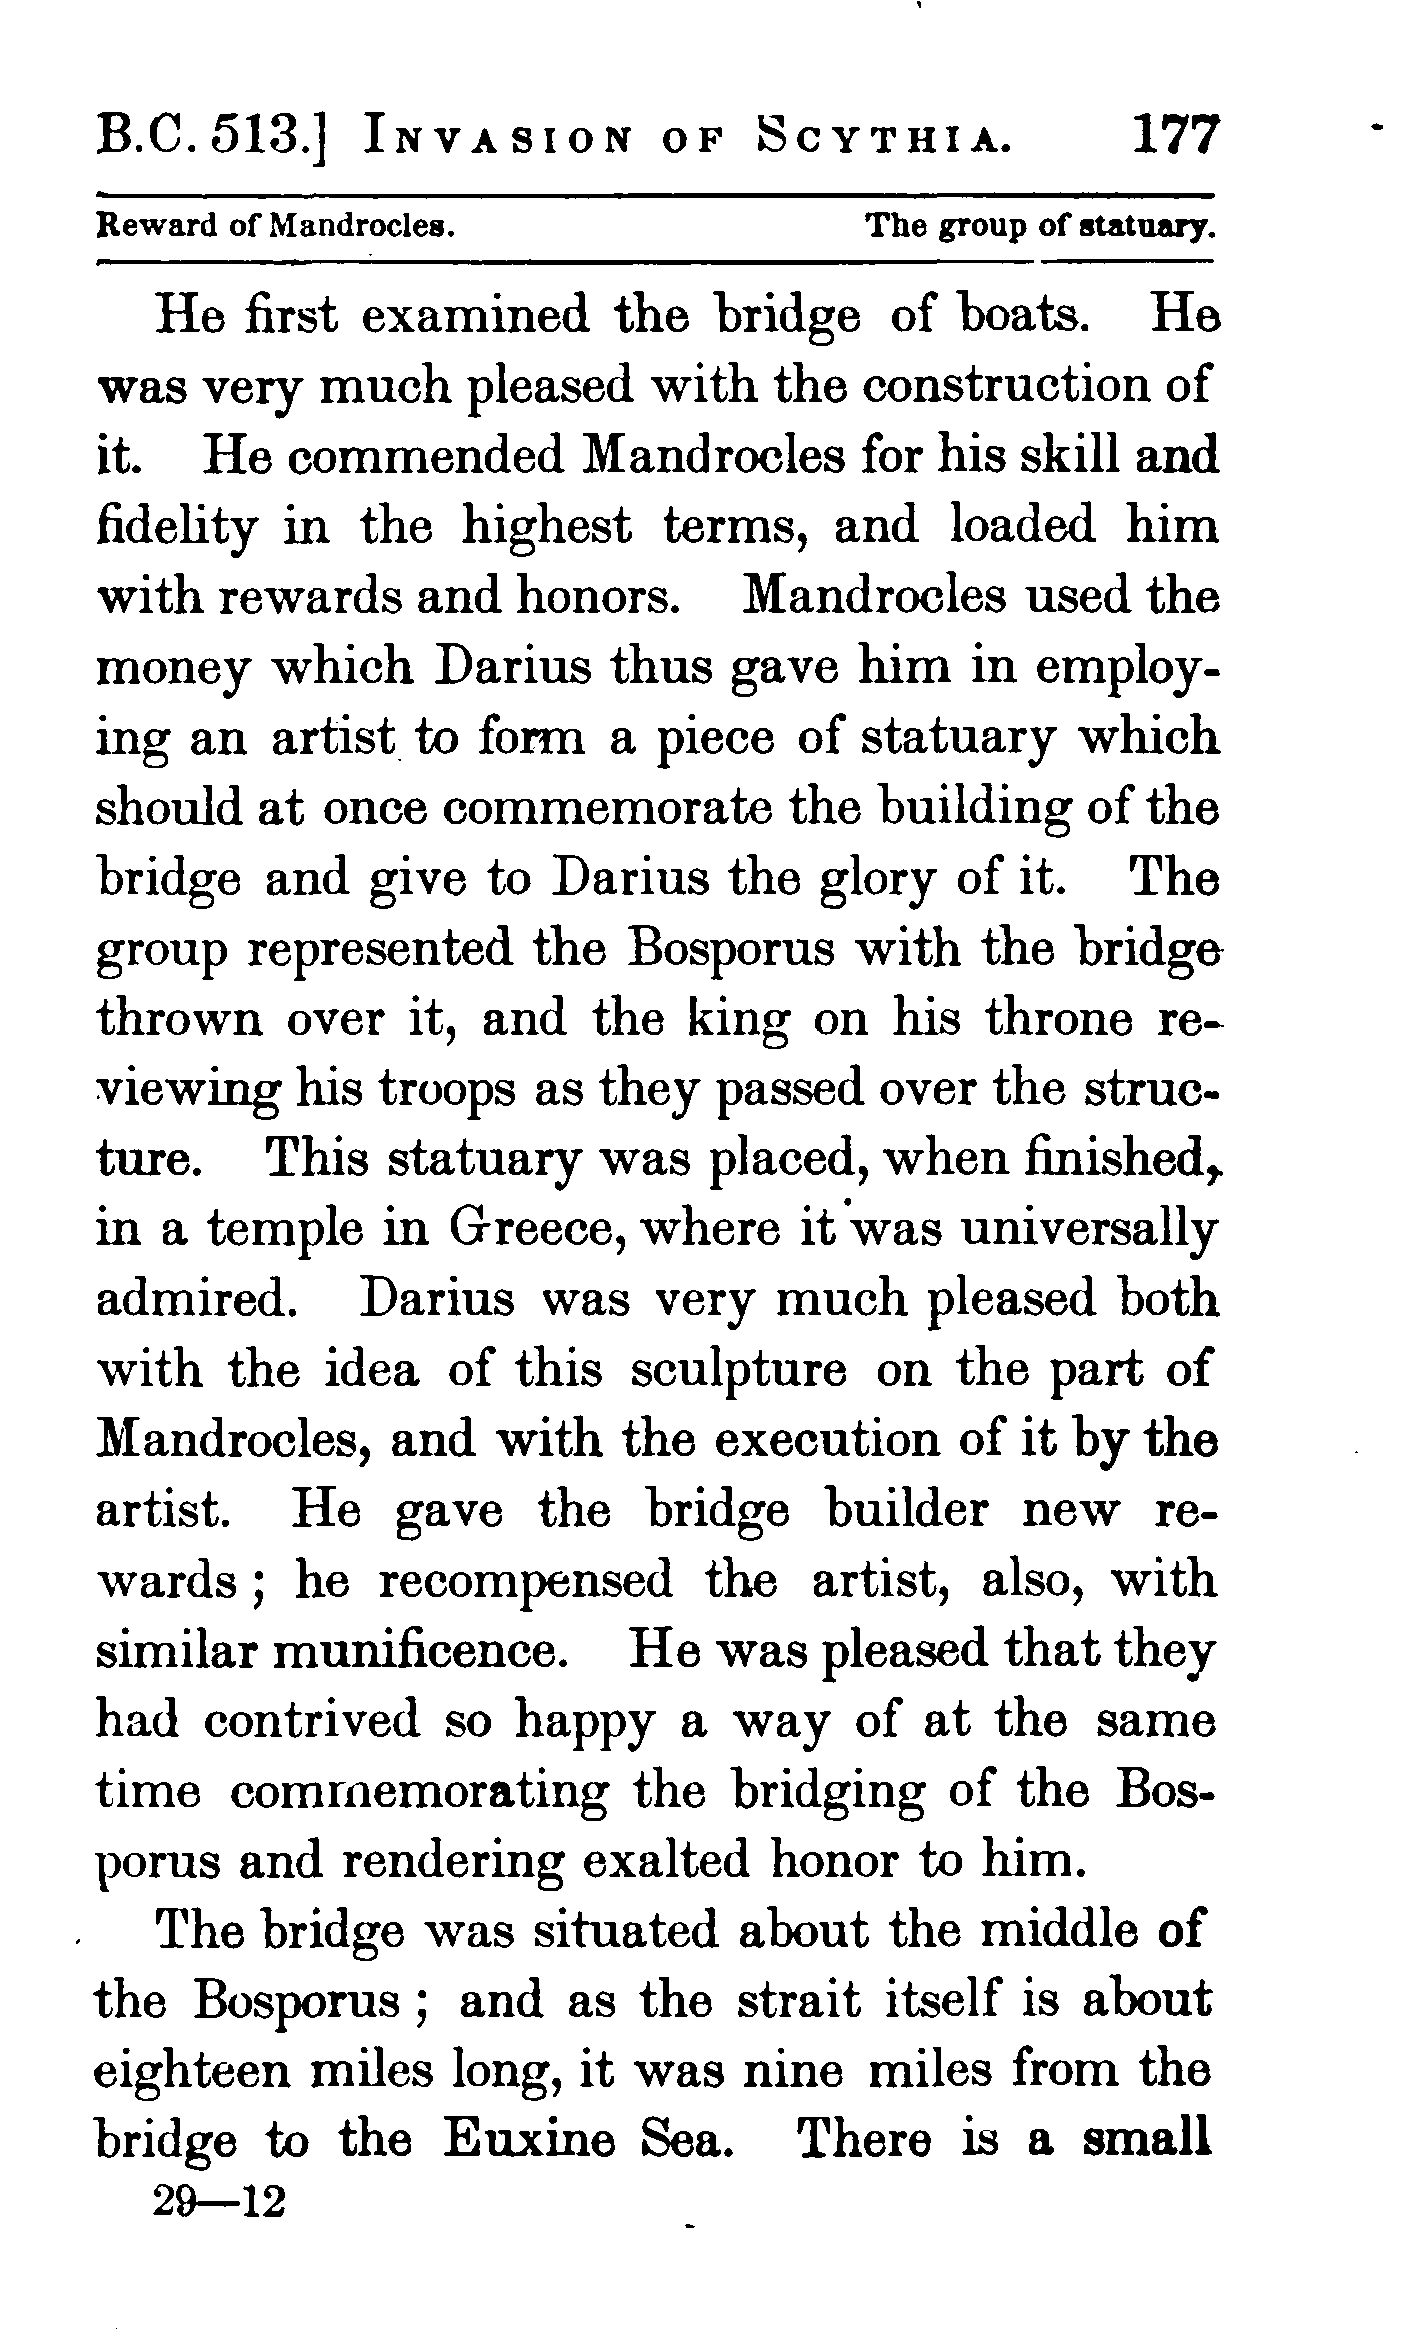 B.C. 513.] INVASION OF SCYTHIA. 177
Reward of Mandrocles. The group of statuary.
He first examined the bridge of boats. He
was very much pleased with the construction of
it. He commended Mandrocles for his skill and
fidelity in the highest terms, and loaded him
with rewards and honors. Mandrocles used the
money which Darius thus gave him in employ-
ing an artist to form a piece of statuary which
should at once commemorate the building of the
bridge and give to Darius the glory of it. The
group represented the Bosporus with the bridge
thrown over it, and the king on his throne re-
viewing his troops as they passed over the struc-
ture. This statuary was placed, when finished,
in a temple in Greece, where it was universally
admired. Darius was very much pleased both
with the idea of this sculpture on the part of
Mandrocles, and with the execution of it by the
artist. He gave the bridge builder new re-
wards ; he recompensed the artist, also, with
similar munificence. He was pleased that they
had contrived so happy a way of at the same
time commemorating the bridging of the Bos-
porus and rendering exalted honor to him.
The bridge was situated about the middle of
the Bosporus ; and as the strait itself is about
eighteen miles long, it was nine miles from the
bridge to the Euxine Sea. There is a small
29—12